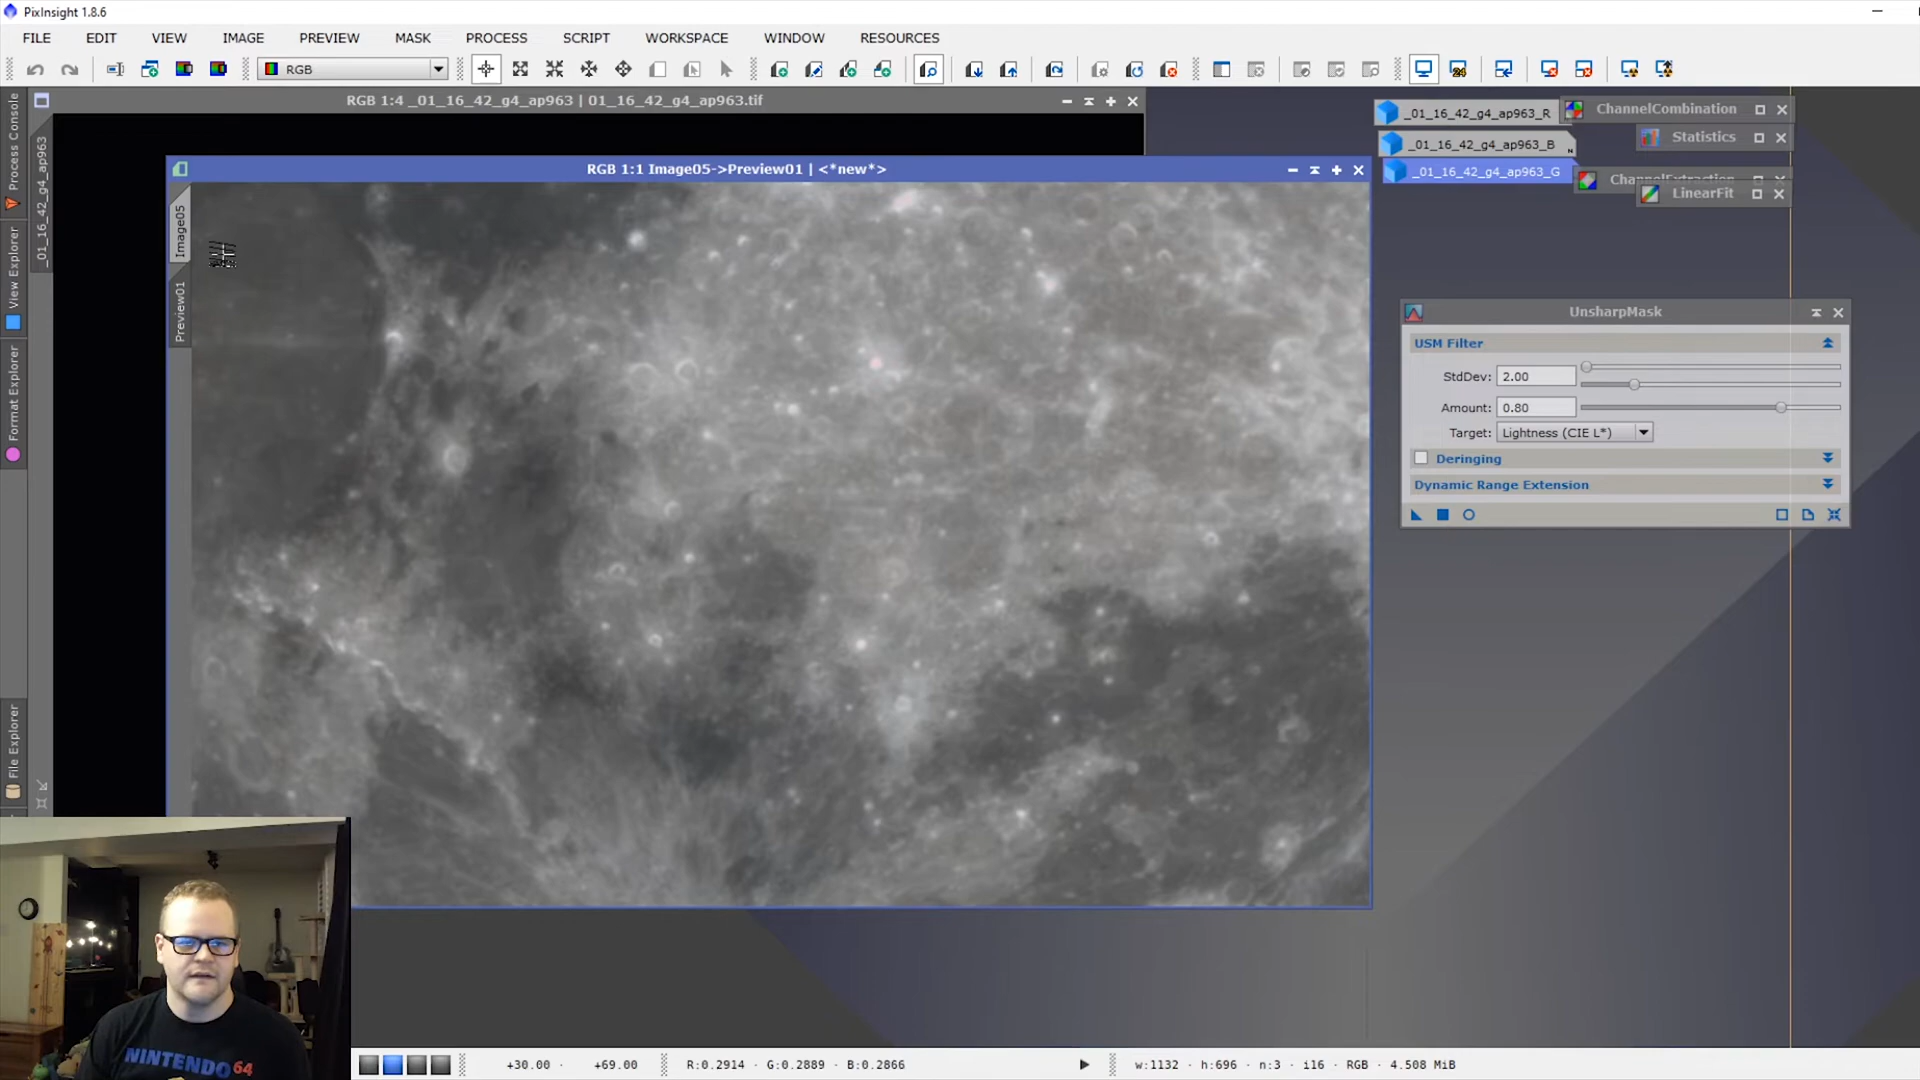 PixInsight 1.8.6
FILE EDIT VIEW IMAGE PREVIEW MASK PROCESS SCRIPT WORKSPACE WINDOW RESOURCES
RGB
24
RGB 1:4 _01_16_42_g4_ap963 | 01_16_42_g4_ap963.tif
RGB 1:1 Image05->Preview01 | <*new*>
Process Console
View Explorer
Format Explorer
File Explorer
_01_16_42_g4_ap963
Image05
Preview01
_01_16_42_g4_ap963_R
_01_16_42_g4_ap963_B
_01_16_42_g4_ap963_G
ChannelCombination
Statistics
ChannelExtraction
LinearFit
UnsharpMask
USM Filter
StdDev: 2.00
Amount: 0.80
Target: Lightness (CIE L*)
Deringing
Dynamic Range Extension
NINTENDO 64
+30.00 · +69.00
R:0.2914 · G:0.2889 · B:0.2866
w:1132 · h:696 · n:3 · i16 · RGB · 4.508 MiB